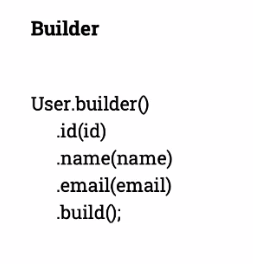 Builder
User.builder()
.id(id)
.name(name)
.email(email)
.build();